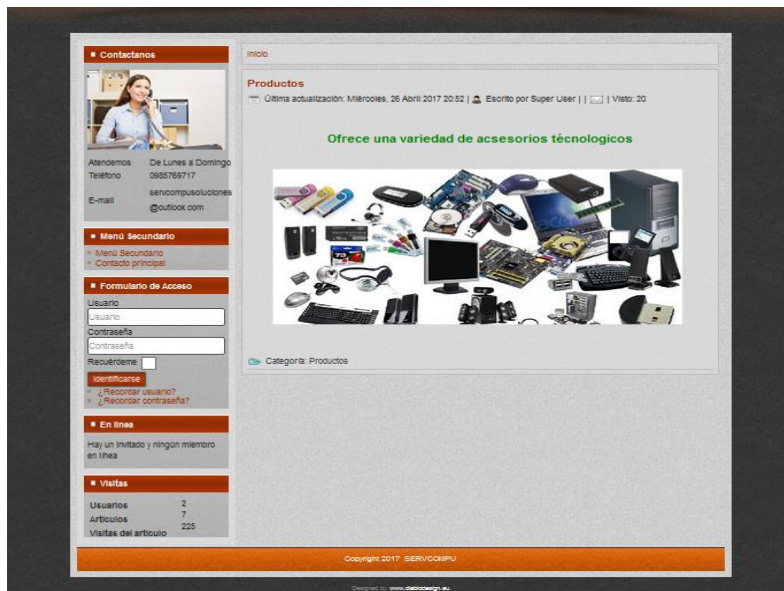 Contactanos
Atendemos De Lunes a Domingo
Teléfono 0985769717
E-mail servcompusoluciones
@outlook.com
Menú Secundario
Menú Secundario
Contacto principal
Formulario de Acceso
Usuario
Usuario
Contraseña
Contraseña
Recuérdeme
Identificarse
¿Recordar usuario?
¿Recordar contraseña?
En línea
Hay un invitado y ningún miembro
en línea
Visitas
Usuarios 2
Artículos 7
Visitas del artículo 225
Inicio
Productos
Última actualización: Miércoles, 26 Abril 2017 20:52 | Escrito por Super User | | | Visto: 20
Ofrece una variedad de acsesorios técnologicos
73
Categoría: Productos
Copyright 2017 SERVCOMPU
Designed by www.diablodesign.eu